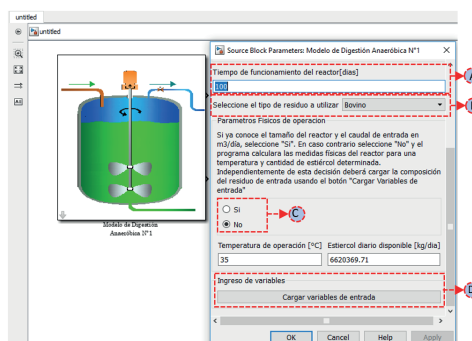 untitled
untitled
Modelo de Digestión
Anaeróbica N°1
Source Block Parameters: Modelo de Digestión Anaeróbica N°1
Tiempo de funcionamiento del reactor[dias]
100
A
Seleccione el tipo de residuo a utilizar Bovino
Parametros Físicos de operacion
Si ya conoce el tamaño del reactor y el caudal de entrada en
m3/día, seleccione "Si". En caso contrario seleccione "No" y el
programa calculara las medidas físicas del reactor para una
temperatura y cantidad de estiércol determinada.
Independientemente de esta decisión deberá cargar la composición
del residuo de entrada usando el botón "Cargar Variables de
entrada"
Si
C
No
Temperatura de operación [ºC] Estiercol diario disponible [kg/dia]
35 6620369.71
Ingreso de variables
D
Cargar variables de entrada
OK Cancel Help Apply